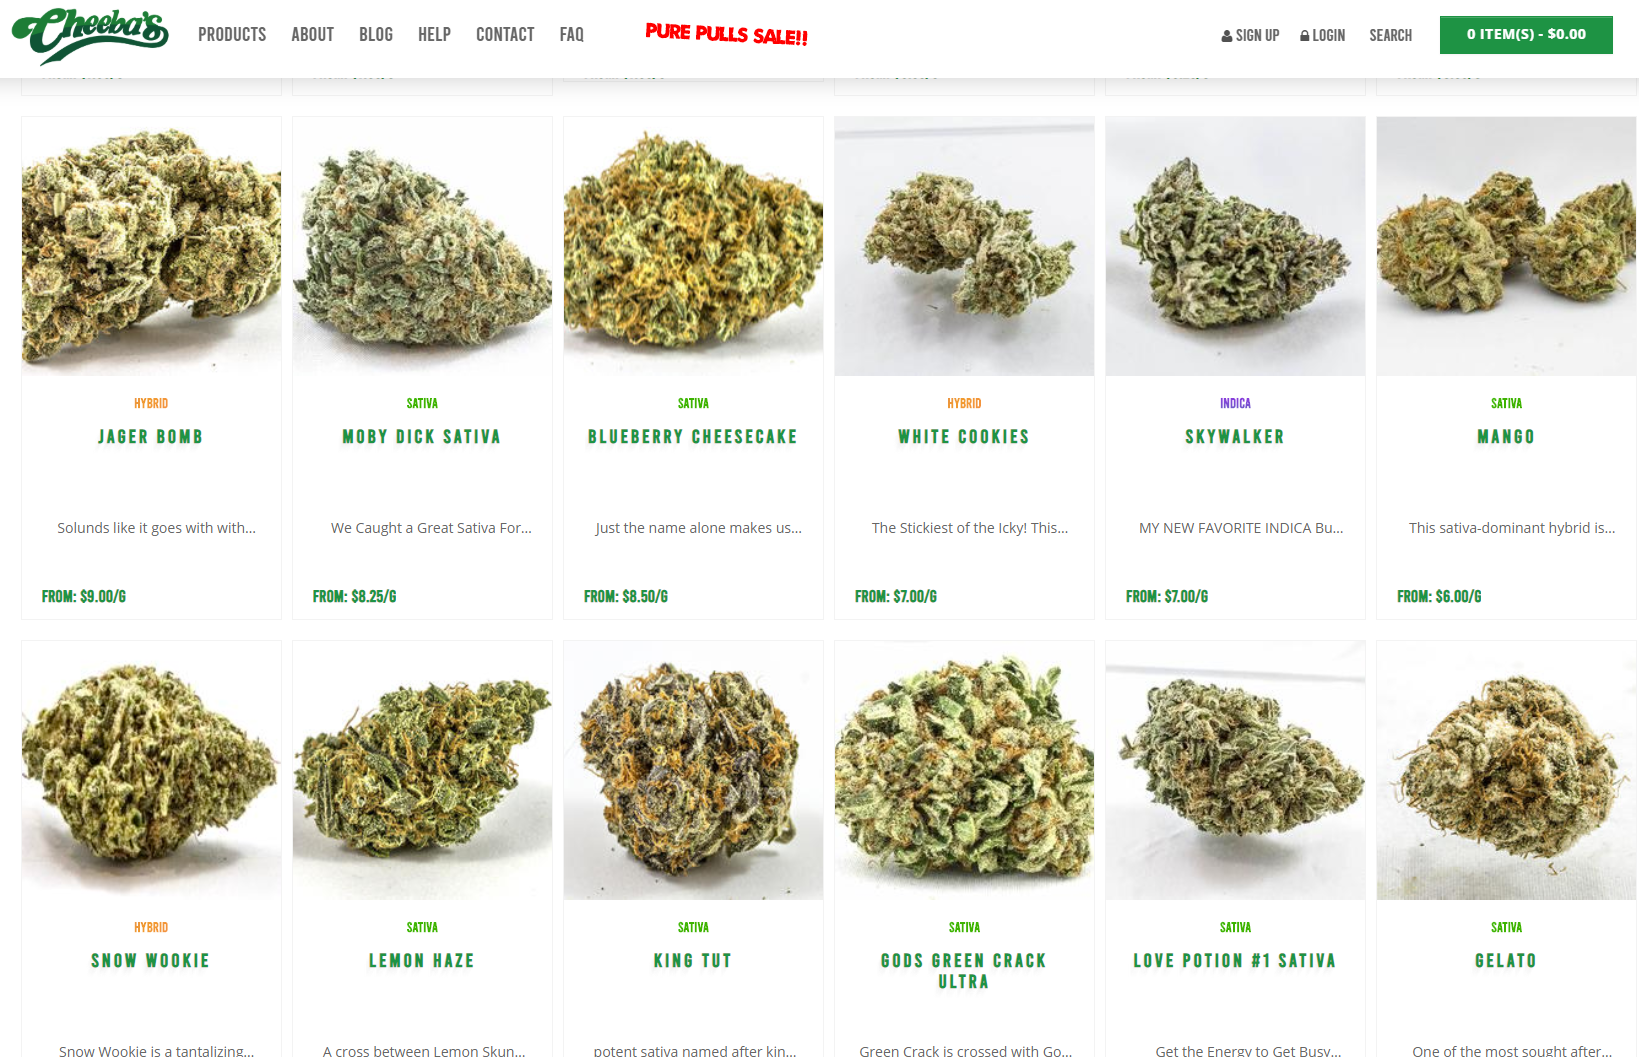 Cheeba's
PRODUCTS ABOUT BLOG HELP CONTACT FAQ PURE PULLS SALE!! SIGN UP LOGIN SEARCH 0 ITEM(S) - $0.00
HYBRID SATIVA SATIVA HYBRID INDICA SATIVA
JAGER BOMB MOBY DICK SATIVA BLUEBERRY CHEESECAKE WHITE COOKIES SKYWALKER MANGO
Solunds like it goes with with... We Caught a Great Sativa For... Just the name alone makes us... The Stickiest of the Icky! This... MY NEW FAVORITE INDICA Bu... This sativa-dominant hybrid is...
FROM: $9.00/G FROM: $8.25/G FROM: $8.50/G FROM: $7.00/G FROM: $7.00/G FROM: $6.00/G
HYBRID SATIVA SATIVA SATIVA SATIVA SATIVA
SNOW WOOKIE LEMON HAZE KING TUT GODS GREEN CRACK LOVE POTION #1 SATIVA GELATO
ULTRA
Snow Wookie is a tantalizing... A cross between Lemon Skun... potent sativa named after kin... Green Crack is crossed with Go... Get the Energy to Get Busy... One of the most sought after...